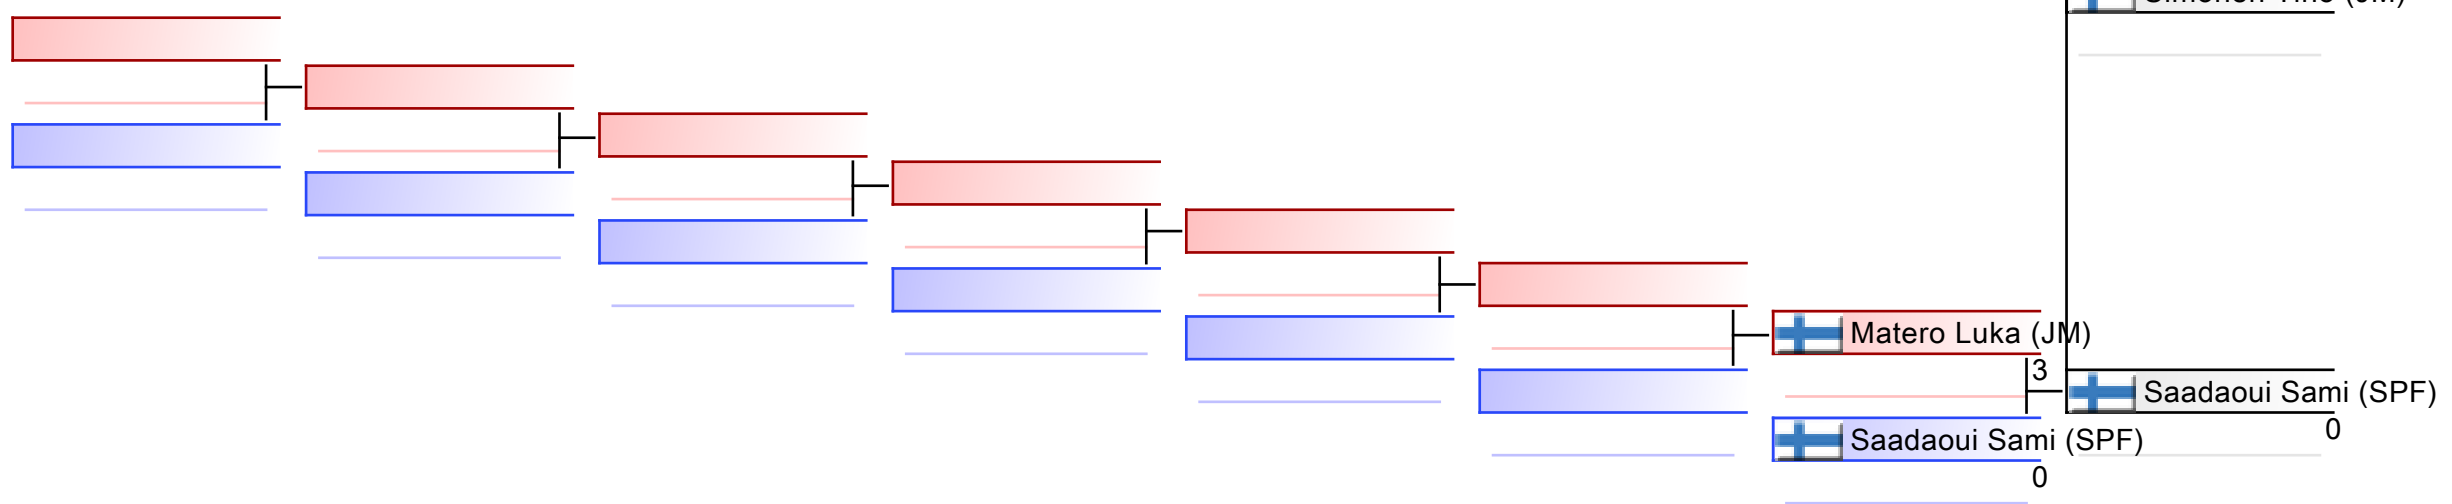 Matero Luka (JM)
3
Saadaoui Sami (SPF)
0
Saadaoui Sami (SPF)
0